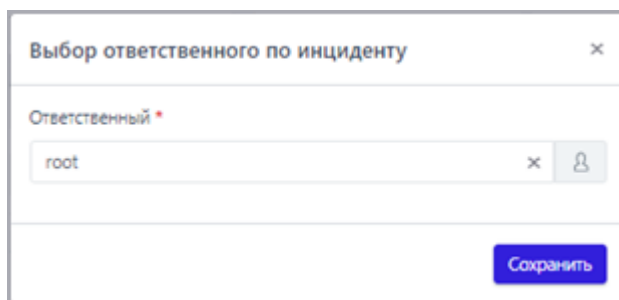 Выбор ответственного по инциденту
Ответственный *
root
Сохранить